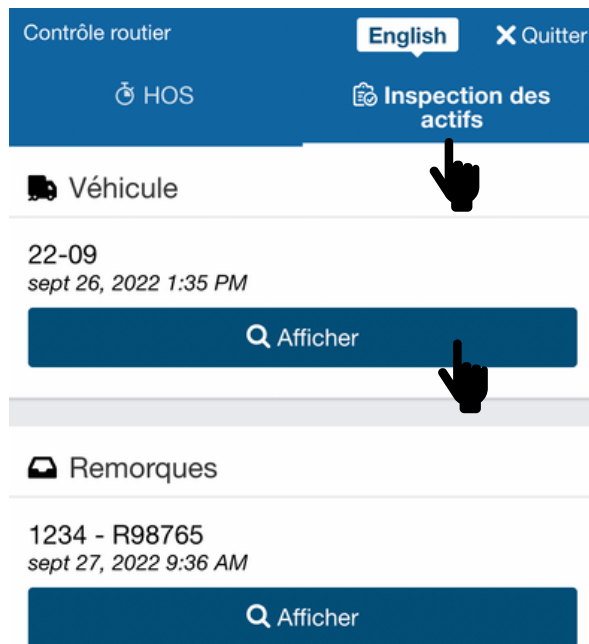 Contrôle routier
English
Quitter
HOS
Inspection des
actifs
Véhicule
22-09
sept 26, 2022 1:35 PM
Afficher
Remorques
1234 - R98765
sept 27, 2022 9:36 AM
Afficher